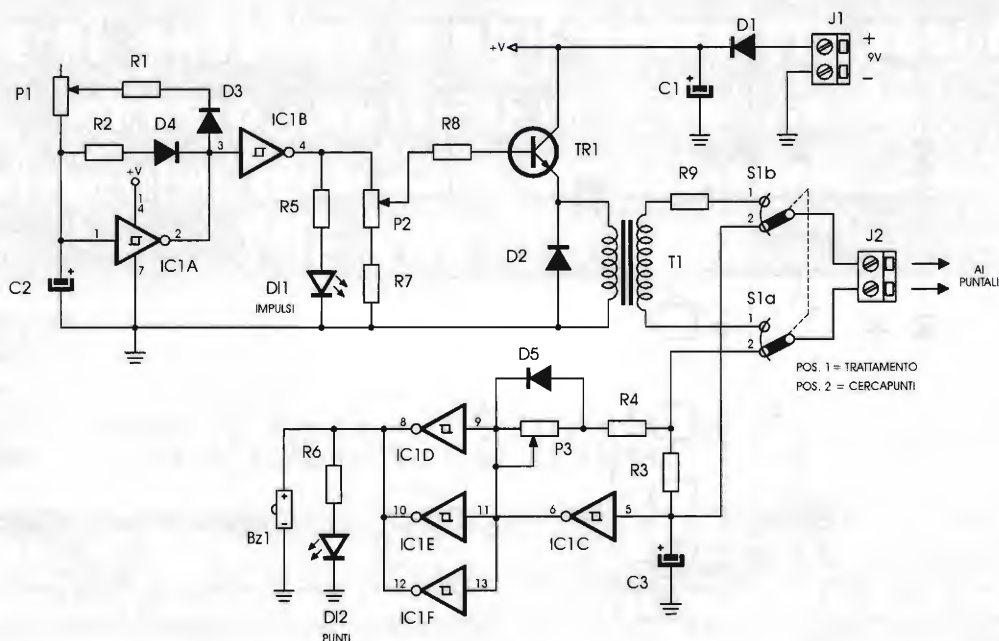 J1
D1
+V
+
9V
−
R1
P1
D3
IC1B
C1
+
R2
D4
3
4
R8
TR1
+V
1
4
R5
P2
R9
S1b
1
2
1
2
7
IC1A
D2
T1
J2
+
C2
DI1
IMPULSI
R7
AI
PUNTALI
S1a
1
2
D5
POS. 1 = TRATTAMENTO
POS. 2 = CERCAPUNTI
8
9
R4
R6
IC1D
P3
R3
+
−
Bz1
10
11
6
5
IC1E
IC1C
+
C3
12
13
IC1F
DI2
PUNTI